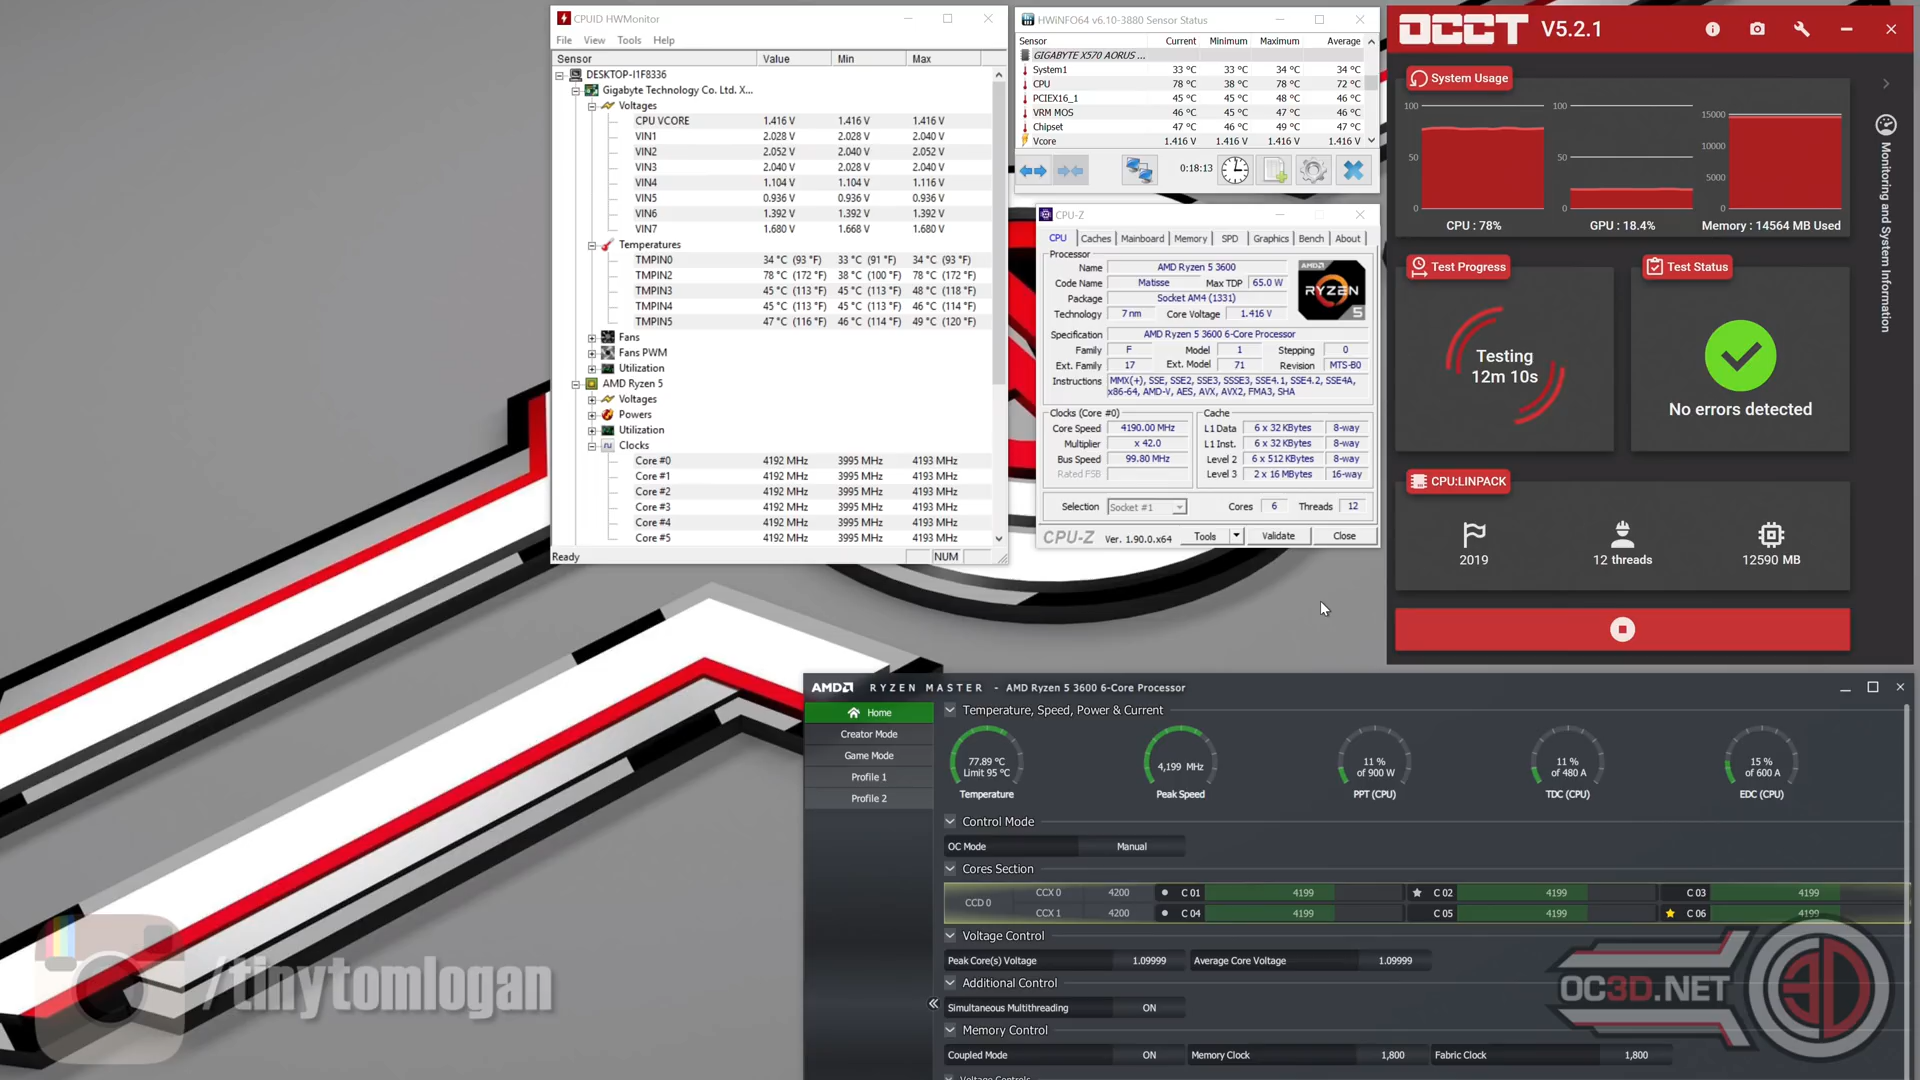 CPUID HWMonitor
File View Tools Help
Sensor Value Min Max
DESKTOP-I1F8336
Gigabyte Technology Co. Ltd. X...
Voltages
CPU VCORE 1.416 V 1.416 V 1.416 V
VIN1 2.028 V 2.028 V 2.040 V
VIN2 2.052 V 2.040 V 2.052 V
VIN3 2.040 V 2.028 V 2.040 V
VIN4 1.104 V 1.104 V 1.116 V
VIN5 0.936 V 0.936 V 0.936 V
VIN6 1.392 V 1.392 V 1.392 V
VIN7 1.680 V 1.668 V 1.680 V
Temperatures
TMPIN0 34 °C (93 °F) 33 °C (91 °F) 34 °C (93 °F)
TMPIN2 78 °C (172 °F) 38 °C (100 °F) 78 °C (172 °F)
TMPIN3 45 °C (113 °F) 45 °C (113 °F) 48 °C (118 °F)
TMPIN4 45 °C (113 °F) 45 °C (113 °F) 46 °C (114 °F)
TMPIN5 47 °C (116 °F) 46 °C (114 °F) 49 °C (120 °F)
Fans
Fans PWM
Utilization
AMD Ryzen 5
Voltages
Powers
Utilization
Clocks
Core #0 4192 MHz 3995 MHz 4193 MHz
Core #1 4192 MHz 3995 MHz 4193 MHz
Core #2 4192 MHz 3995 MHz 4193 MHz
Core #3 4192 MHz 3995 MHz 4193 MHz
Core #4 4192 MHz 3995 MHz 4193 MHz
Core #5 4192 MHz 3995 MHz 4193 MHz
Ready NUM
HWiNFO64 v6.10-3880 Sensor Status
Sensor Current Minimum Maximum Average
GIGABYTE X570 AORUS ...
System1 33 °C 33 °C 34 °C 34 °C
CPU 78 °C 38 °C 78 °C 72 °C
PCIEX16_1 45 °C 45 °C 48 °C 46 °C
VRM MOS 46 °C 45 °C 47 °C 46 °C
Chipset 47 °C 46 °C 49 °C 47 °C
Vcore 1.416 V 1.416 V 1.416 V 1.416 V
0:18:13
CPU-Z
CPU Caches Mainboard Memory SPD Graphics Bench About
Processor
Name AMD Ryzen 5 3600
Code Name Matisse Max TDP 65.0 W
Package Socket AM4 (1331)
Technology 7 nm Core Voltage 1.416 V
AMD
RYZEN
5
Specification AMD Ryzen 5 3600 6-Core Processor
Family F Model 1 Stepping 0
Ext. Family 17 Ext. Model 71 Revision MTS-B0
Instructions MMX(+), SSE, SSE2, SSE3, SSSE3, SSE4.1, SSE4.2, SSE4A,
x86-64, AMD-V, AES, AVX, AVX2, FMA3, SHA
Clocks (Core #0)
Core Speed 4190.00 MHz
Multiplier x 42.0
Bus Speed 99.80 MHz
Rated FSB
Cache
L1 Data 6 x 32 KBytes 8-way
L1 Inst. 6 x 32 KBytes 8-way
Level 2 6 x 512 KBytes 8-way
Level 3 2 x 16 MBytes 16-way
Selection Socket #1 Cores 6 Threads 12
CPU-Z Ver. 1.90.0.x64 Tools Validate Close
OCCT V5.2.1
System Usage
100 50 0
CPU : 78%
100 50 0
GPU : 18.4%
15000 10000 5000 0
Memory : 14564 MB Used
Monitoring and System Information
Test Progress
Testing
12m 10s
Test Status
No errors detected
CPU:LINPACK
2019 12 threads 12590 MB
AMD RYZEN MASTER - AMD Ryzen 5 3600 6-Core Processor
Home
Creator Mode
Game Mode
Profile 1
Profile 2
Temperature, Speed, Power & Current
77.89 °C
Limit 95 °C
Temperature
4,199 MHz
Peak Speed
11 %
of 900 W
PPT (CPU)
11 %
of 480 A
TDC (CPU)
15 %
of 600 A
EDC (CPU)
Control Mode
OC Mode Manual
Cores Section
CCD 0
CCX 0 4200 C 01 4199 C 02 4199 C 03 4199
CCX 1 4200 C 04 4199 C 05 4199 C 06 4199
Voltage Control
Peak Core(s) Voltage 1.09999 Average Core Voltage 1.09999
Additional Control
Simultaneous Multithreading ON
Memory Control
Coupled Mode ON Memory Clock 1,800 Fabric Clock 1,800
Voltage Controls
/tinytomlogan
OC3D.NET
3D